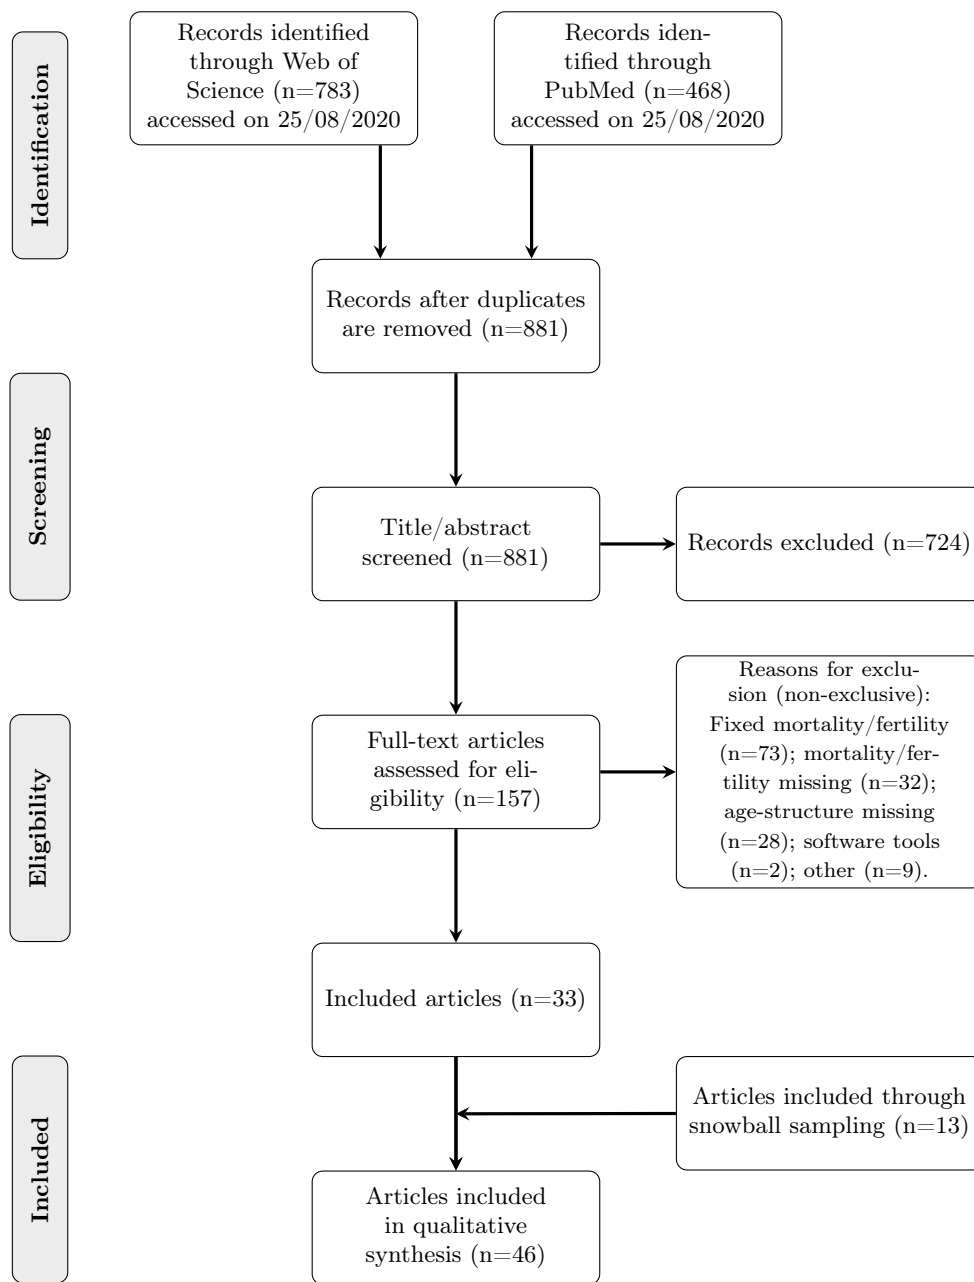 Identification
Records identified
through Web of
Science (n=783)
accessed on 25/08/2020
Records iden-
tified through
PubMed (n=468)
accessed on 25/08/2020
Records after duplicates
are removed (n=881)
Screening
Title/abstract
screened (n=881)
Records excluded (n=724)
Eligibility
Full-text articles
assessed for eli-
gibility (n=157)
Reasons for exclu-
sion (non-exclusive):
Fixed mortality/fertility
(n=73); mortality/fer-
tility missing (n=32);
age-structure missing
(n=28); software tools
(n=2); other (n=9).
Included articles (n=33)
Included
Articles included through
snowball sampling (n=13)
Articles included
in qualitative
synthesis (n=46)